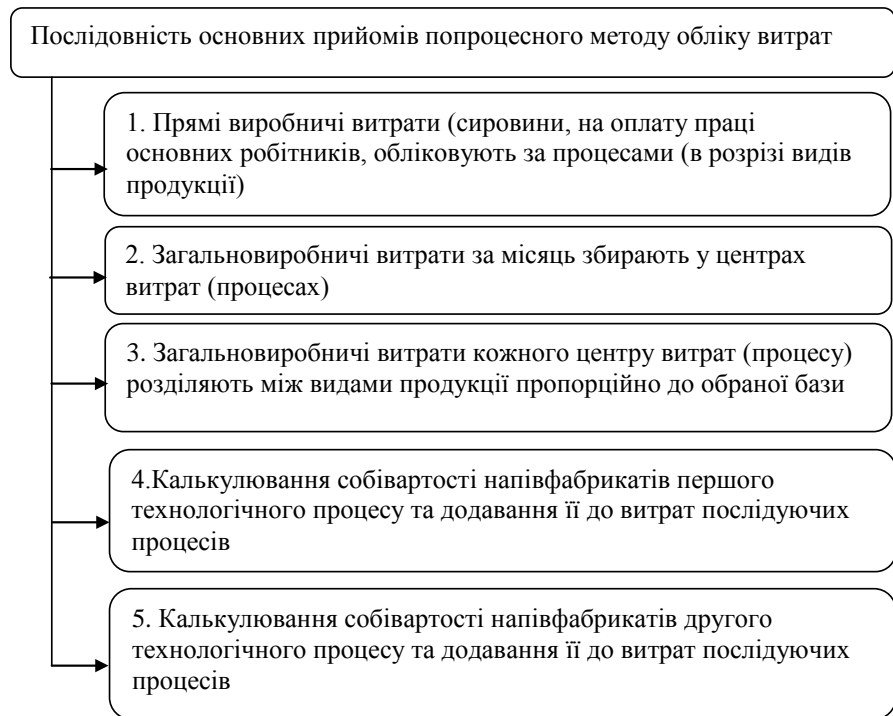 Послідовність основних прийомів попроцесного методу обліку витрат
1. Прямі виробничі витрати (сировини, на оплату праці
основних робітників, обліковують за процесами (в розрізі видів
продукції)
2. Загальновиробничі витрати за місяць збирають у центрах
витрат (процесах)
3. Загальновиробничі витрати кожного центру витрат (процесу)
розділяють між видами продукції пропорційно до обраної бази
4.Калькулювання собівартості напівфабрикатів першого
технологічного процесу та додавання її до витрат послідуючих
процесів
5. Калькулювання собівартості напівфабрикатів другого
технологічного процесу та додавання її до витрат послідуючих
процесів